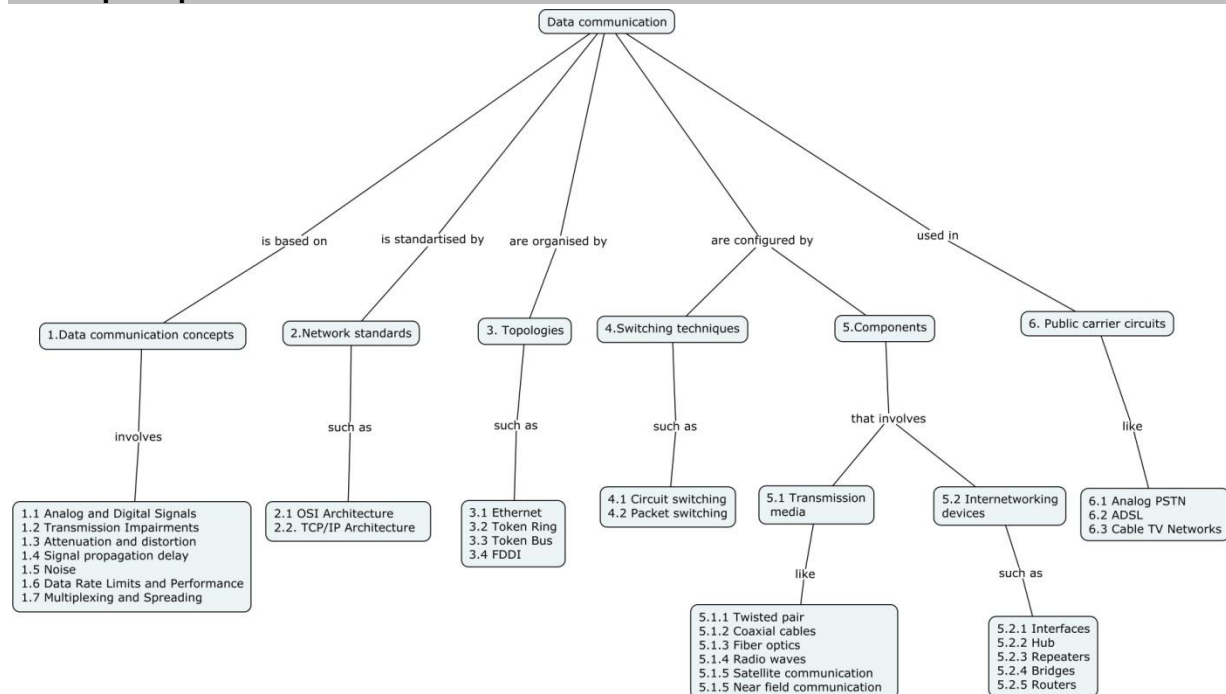 Data communication
is based on
is standartised by
are organised by
are configured by
used in
1.Data communication concepts
2.Network standards
3. Topologies
4.Switching techniques
5.Components
6. Public carrier circuits
involves
such as
such as
such as
that involves
like
1.1 Analog and Digital Signals
1.2 Transmission Impairments
1.3 Attenuation and distortion
1.4 Signal propagation delay
1.5 Noise
1.6 Data Rate Limits and Performance
1.7 Multiplexing and Spreading
2.1 OSI Architecture
2.2. TCP/IP Architecture
3.1 Ethernet
3.2 Token Ring
3.3 Token Bus
3.4 FDDI
4.1 Circuit switching
4.2 Packet switching
5.1 Transmission
media
5.2 Internetworking
devices
6.1 Analog PSTN
6.2 ADSL
6.3 Cable TV Networks
like
such as
5.1.1 Twisted pair
5.1.2 Coaxial cables
5.1.3 Fiber optics
5.1.4 Radio waves
5.1.5 Satellite communication
5.1.5 Near field communication
5.2.1 Interfaces
5.2.2 Hub
5.2.3 Repeaters
5.2.4 Bridges
5.2.5 Routers